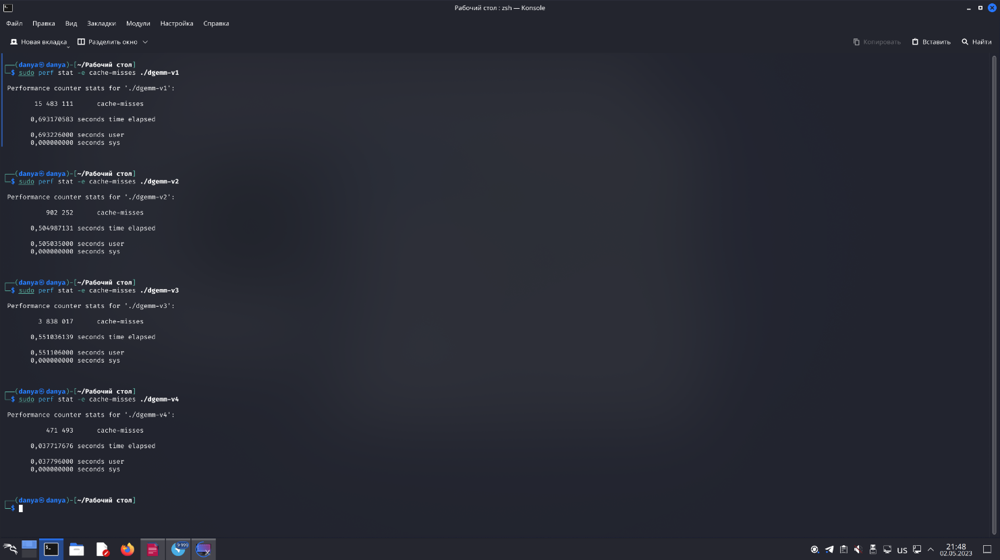 Рабочий стол : zsh — Konsole
Файл Правка Вид Закладки Модули Настройка Справка
Новая вкладка Разделить окно Копировать Вставить Найти
┌──(danya㉿danya)-[~/Рабочий стол]
└─$ sudo perf stat -e cache-misses ./dgemm-v1
Performance counter stats for './dgemm-v1':
15 483 111 cache-misses
0,693170583 seconds time elapsed
0,693226000 seconds user
0,000000000 seconds sys
┌──(danya㉿danya)-[~/Рабочий стол]
└─$ sudo perf stat -e cache-misses ./dgemm-v2
Performance counter stats for './dgemm-v2':
902 252 cache-misses
0,504987131 seconds time elapsed
0,505035000 seconds user
0,000000000 seconds sys
┌──(danya㉿danya)-[~/Рабочий стол]
└─$ sudo perf stat -e cache-misses ./dgemm-v3
Performance counter stats for './dgemm-v3':
3 838 017 cache-misses
0,551036139 seconds time elapsed
0,551106000 seconds user
0,000000000 seconds sys
┌──(danya㉿danya)-[~/Рабочий стол]
└─$ sudo perf stat -e cache-misses ./dgemm-v4
Performance counter stats for './dgemm-v4':
471 493 cache-misses
0,037717676 seconds time elapsed
0,037796000 seconds user
0,000000000 seconds sys
┌──(danya㉿danya)-[~/Рабочий стол]
└─$
9 999
us
21:48
02.05.2023